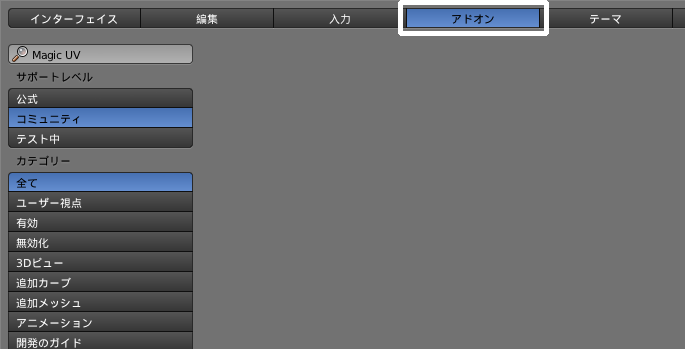 インターフェイス 編集 入力 アドオン テーマ
Magic UV
サポートレベル
公式
コミュニティ
テスト中
カテゴリー
全て
ユーザー視点
有効
無効化
3Dビュー
追加カーブ
追加メッシュ
アニメーション
開発のガイド